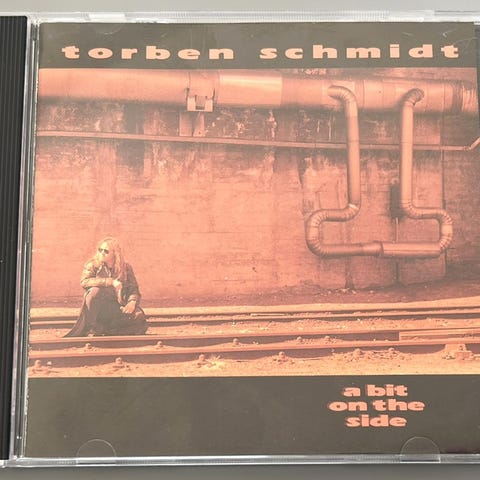 torben schmidt
a bit
on the
side